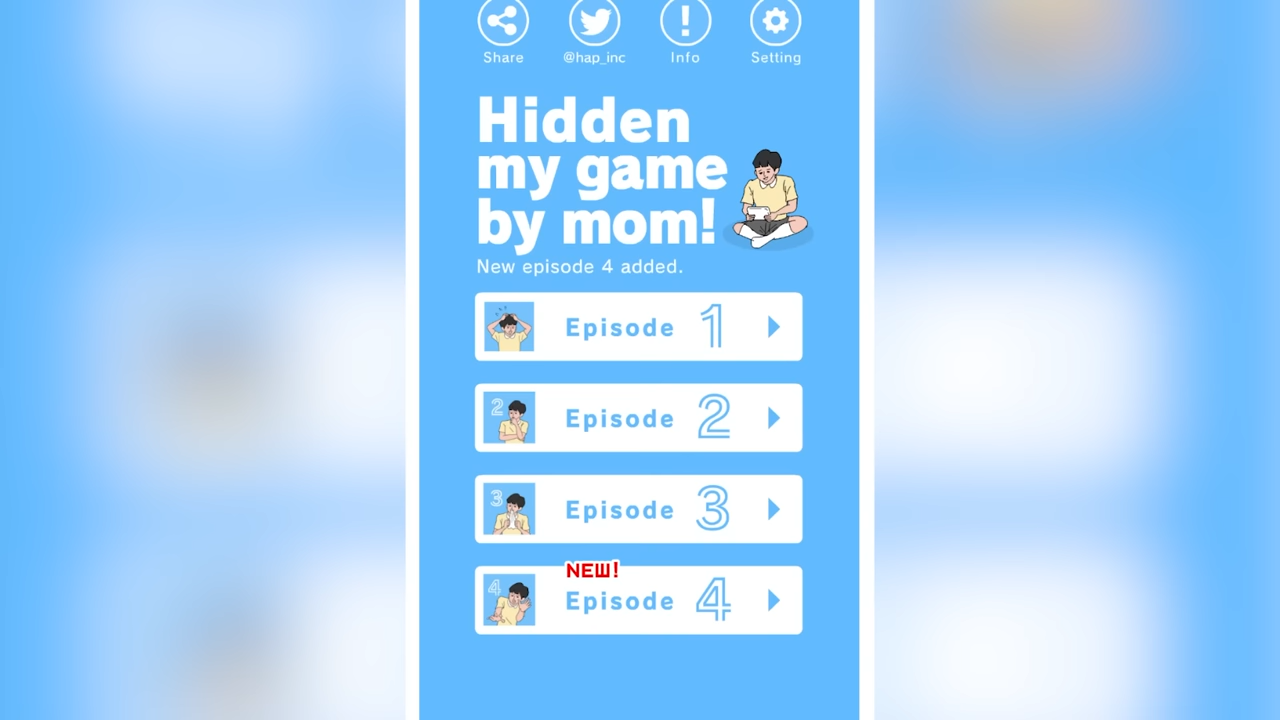 Share @hap_inc Info Setting
Hidden
my game
by mom!
New episode 4 added.
Episode 1
2 Episode 2
3 Episode 3
NEW!
4 Episode 4